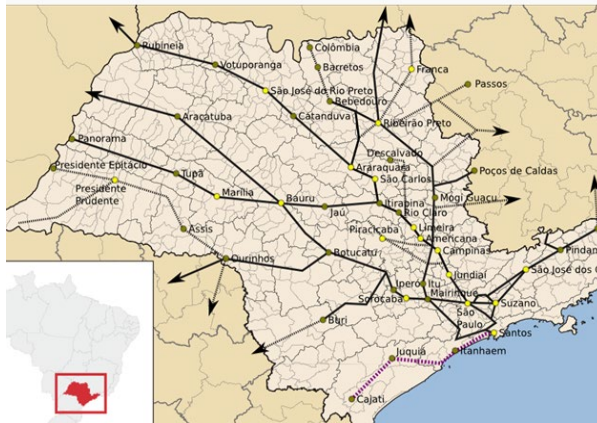 Rubineia
Colômbia
Votuporanga
Barretos
Franca
Passos
São José do Rio Preto
Bebedouro
Araçatuba
Catanduva
Ribeirão Preto
Panorama
Descalvado
Presidente Epitácio
Tupã
Araraquara
Poços de Caldas
São Carlos
Presidente
Prudente
Marília
Bauru
Jaú
Itirapina
Mogi Guaçu
Rio Claro
Assis
Limeira
Piracicaba
Americana
Campinas
Ourinhos
Botucatu
Pindam
Jundiaí
São José dos C
Iperó
Itu
Mairinque
Sorocaba
Suzano
São
Paulo
Buri
Santos
Juquiá
Itanhaem
Cajati